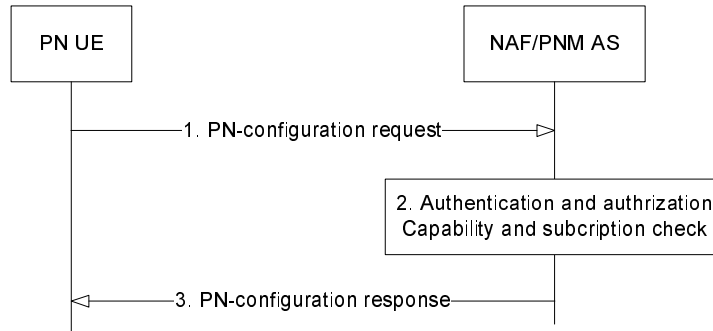 PN UE
NAF/PNM AS
1. PN-configuration request
2. Authentication and authrization
Capability and subcription check
3. PN-configuration response